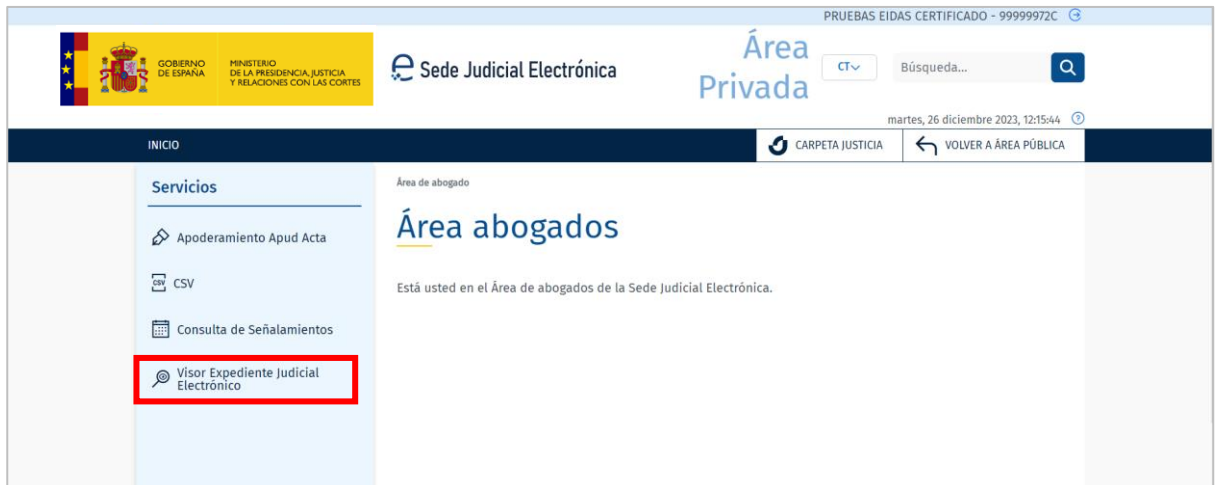 PRUEBAS EIDAS CERTIFICADO - 99999972C
GOBIERNO
DE ESPAÑA
MINISTERIO
DE LA PRESIDENCIA, JUSTICIA
Y RELACIONES CON LAS CORTES
Sede Judicial Electrónica
Área
Privada
CT
Búsqueda...
martes, 26 diciembre 2023, 12:15:44
INICIO
CARPETA JUSTICIA
VOLVER A ÁREA PÚBLICA
Servicios
Apoderamiento Apud Acta
CSV
CSV
Consulta de Señalamientos
Visor Expediente Judicial
Electrónico
Área de abogado
Área abogados
Está usted en el Área de abogados de la Sede Judicial Electrónica.